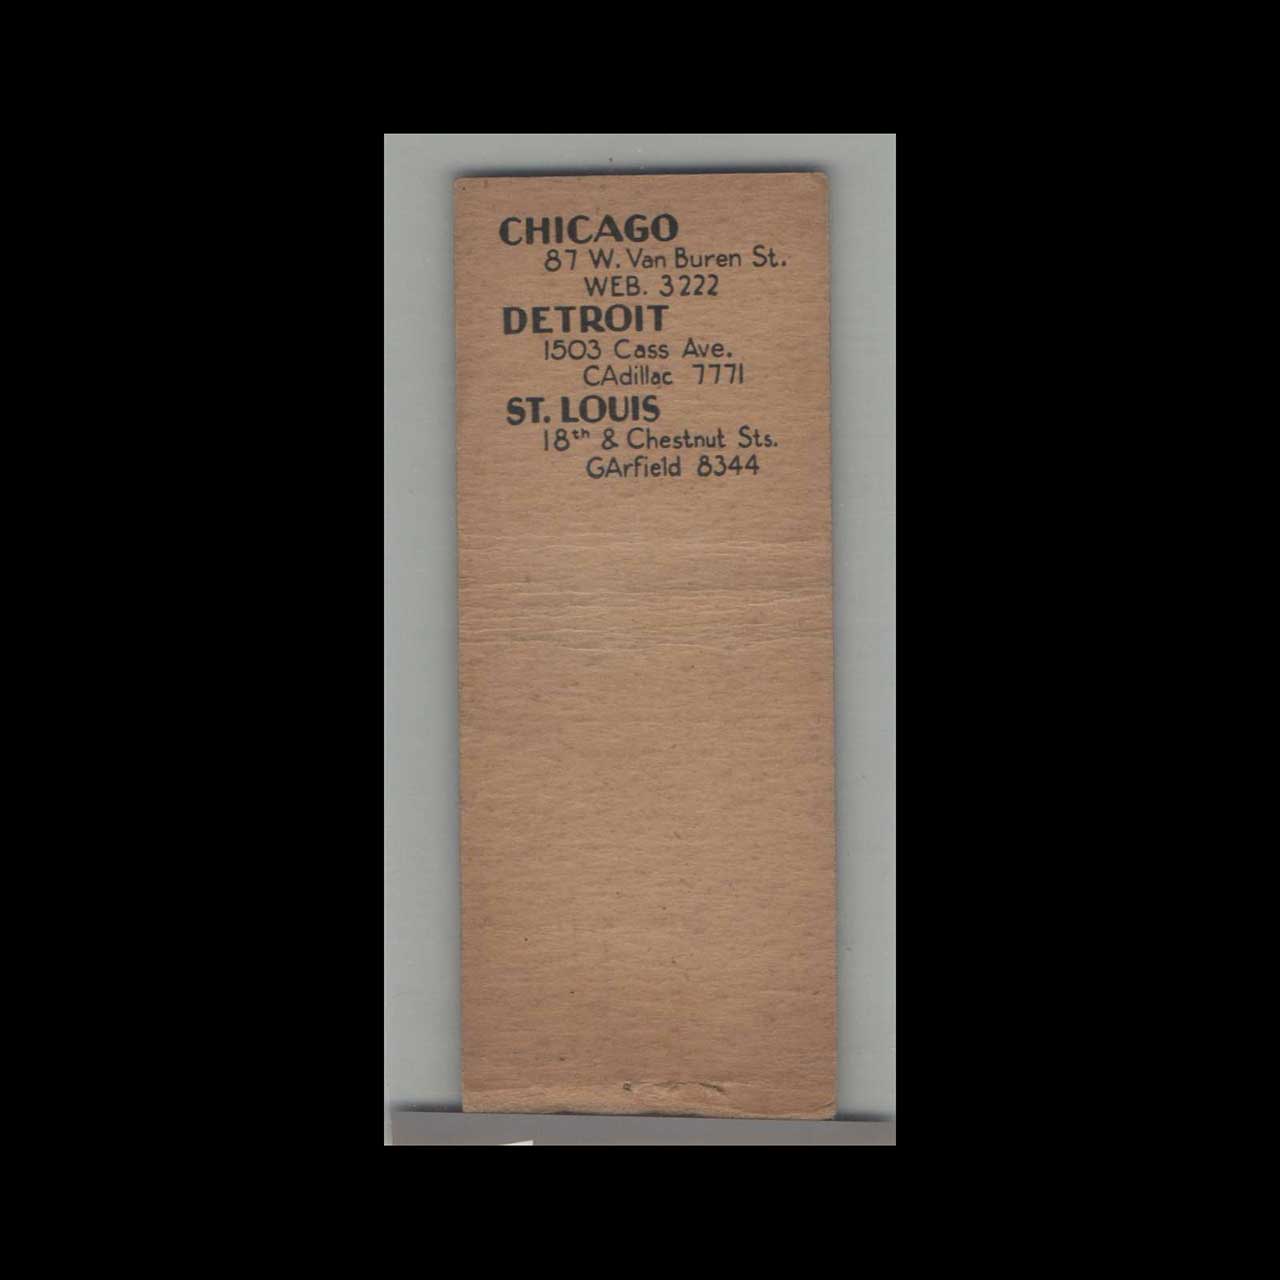 CHICAGO
87 W. Van Buren St.
WEB. 3222
DETROIT
1503 Cass Ave.
CAdillac 7771
ST. LOUIS
18th & Chestnut Sts.
GArfield 8344